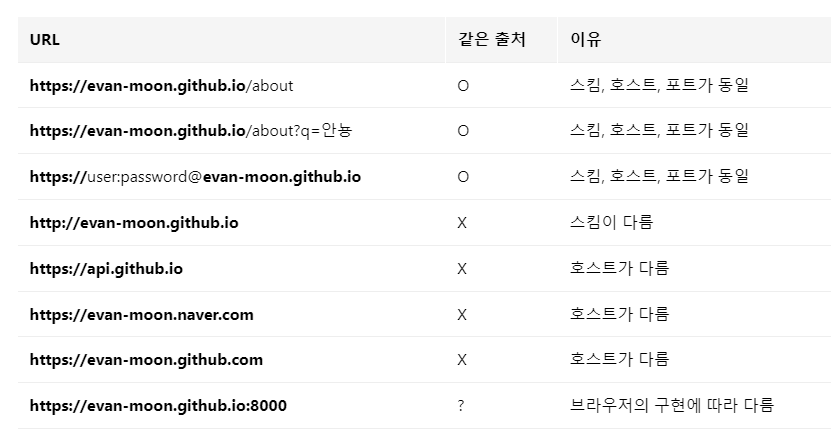 URL 같은 출처 이유
https://evan-moon.github.io/about O 스킴, 호스트, 포트가 동일
https://evan-moon.github.io/about?q=안뇽 O 스킴, 호스트, 포트가 동일
https://user:password@evan-moon.github.io O 스킴, 호스트, 포트가 동일
http://evan-moon.github.io X 스킴이 다름
https://api.github.io X 호스트가 다름
https://evan-moon.naver.com X 호스트가 다름
https://evan-moon.github.com X 호스트가 다름
https://evan-moon.github.io:8000 ? 브라우저의 구현에 따라 다름